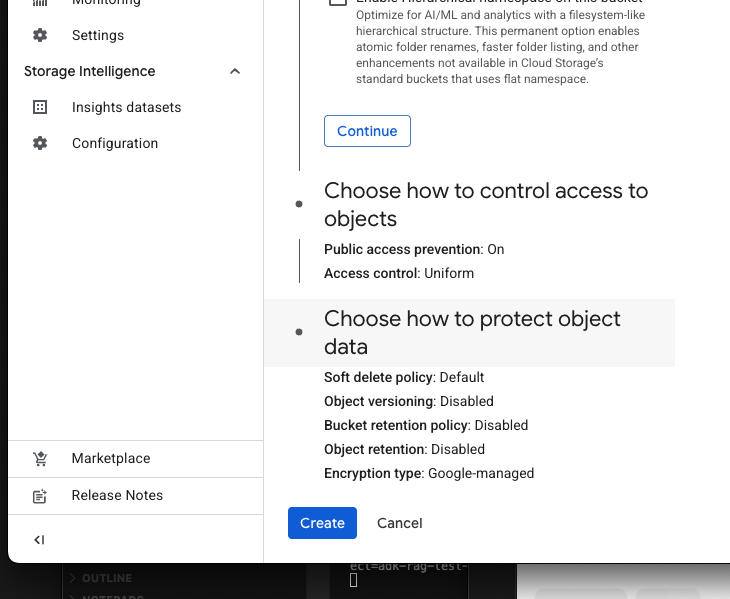 Monitoring
Settings
Storage Intelligence
Insights datasets
Configuration
Marketplace
Release Notes
Enable Hierarchical namespace on this bucket
Optimize for AI/ML and analytics with a filesystem-like
hierarchical structure. This permanent option enables
atomic folder renames, faster folder listing, and other
enhancements not available in Cloud Storage’s
standard buckets that uses flat namespace.
Continue
Choose how to control access to
objects
Public access prevention: On
Access control: Uniform
Choose how to protect object
data
Soft delete policy: Default
Object versioning: Disabled
Bucket retention policy: Disabled
Object retention: Disabled
Encryption type: Google-managed
Create Cancel
OUTLINE
ect=adk-rag-test-